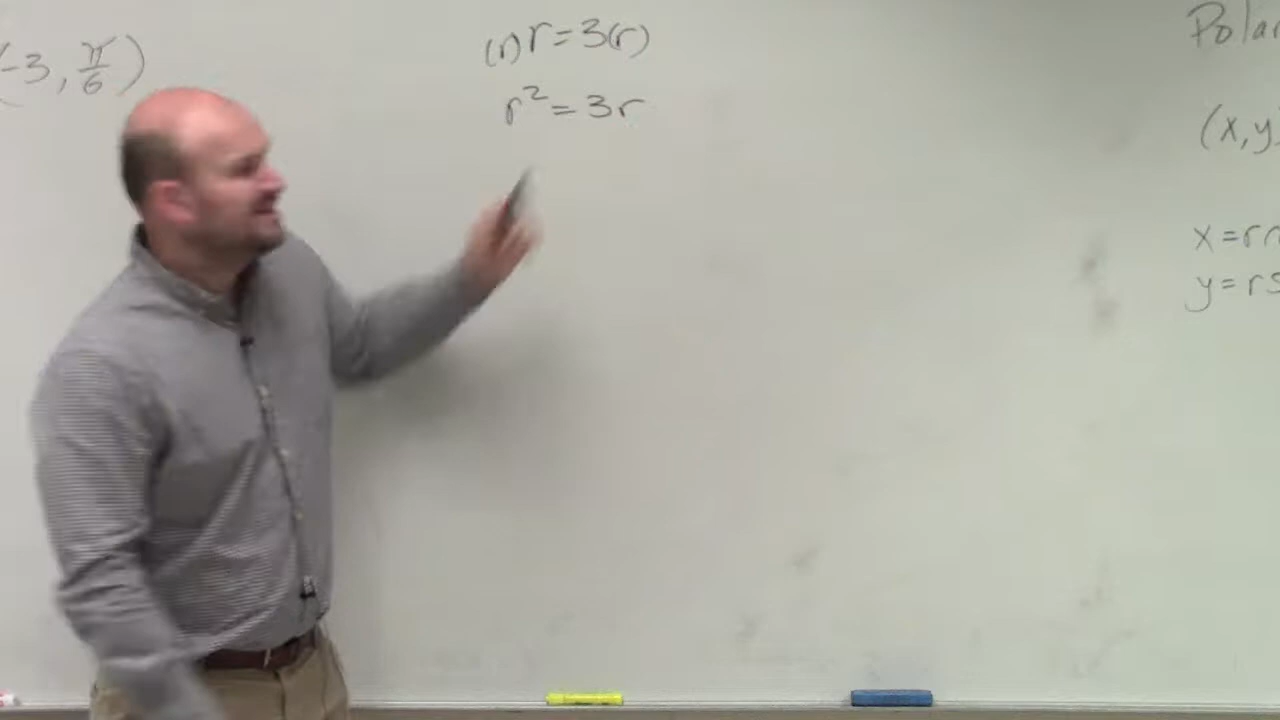 (-3, π/6)
(r)r=3(r)
r²=3r
Polar
(x,y
x=r
y=rs